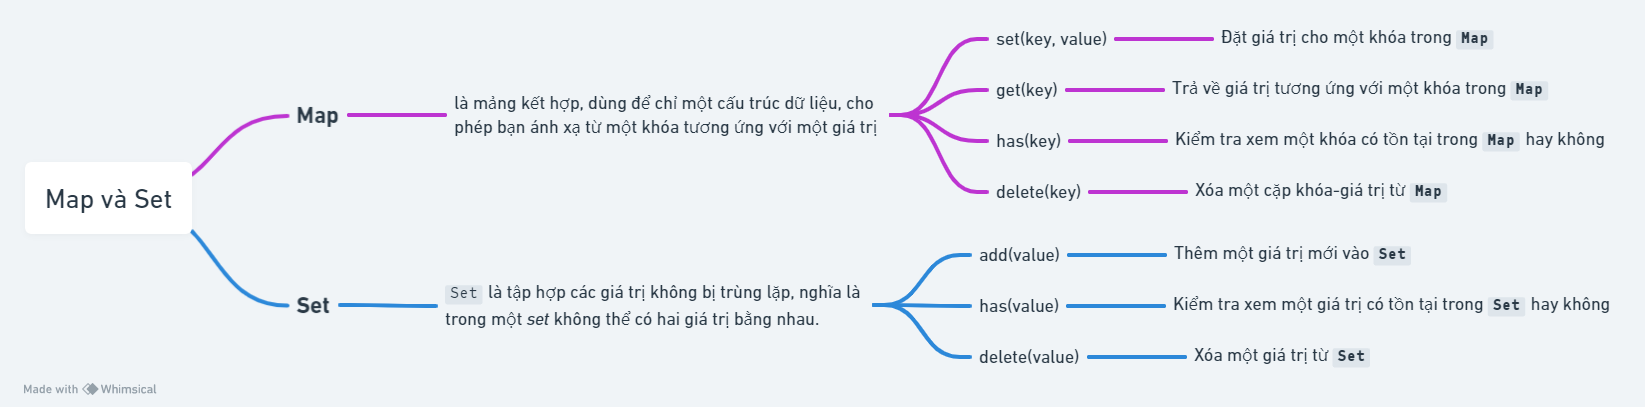 Map và Set
Map
là mảng kết hợp, dùng để chỉ một cấu trúc dữ liệu, cho
phép bạn ánh xạ từ một khóa tương ứng với một giá trị
set(key, value)
Đặt giá trị cho một khóa trong Map
get(key)
Trả về giá trị tương ứng với một khóa trong Map
has(key)
Kiểm tra xem một khóa có tồn tại trong Map hay không
delete(key)
Xóa một cặp khóa-giá trị từ Map
Set
Set là tập hợp các giá trị không bị trùng lặp, nghĩa là
trong một set không thể có hai giá trị bằng nhau.
add(value)
Thêm một giá trị mới vào Set
has(value)
Kiểm tra xem một giá trị có tồn tại trong Set hay không
delete(value)
Xóa một giá trị từ Set
Made with Whimsical